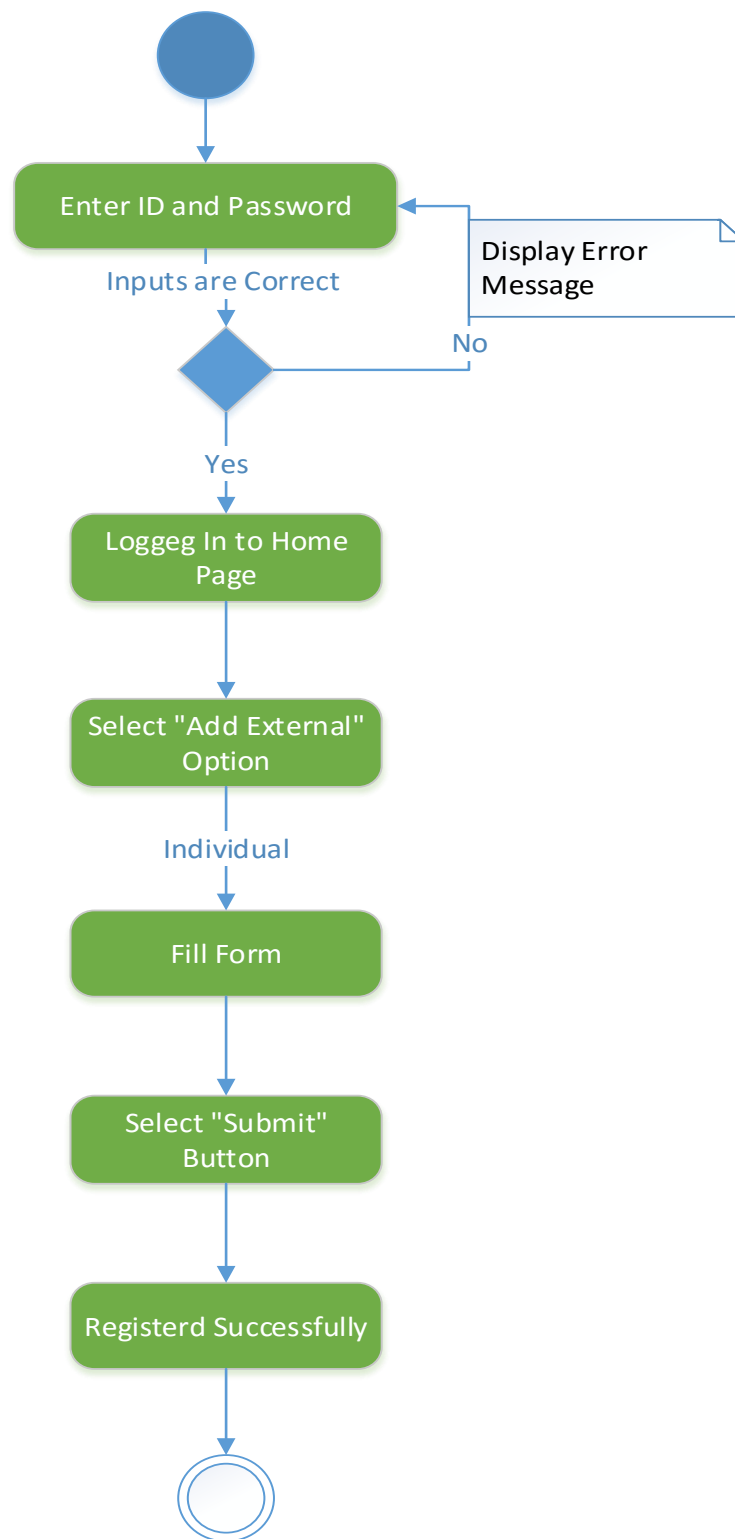 Enter ID and Password
Display Error
Message
Inputs are Correct
No
Yes
Loggeg In to Home
Page
Select "Add External"
Option
Individual
Fill Form
Select "Submit"
Button
Registerd Successfully